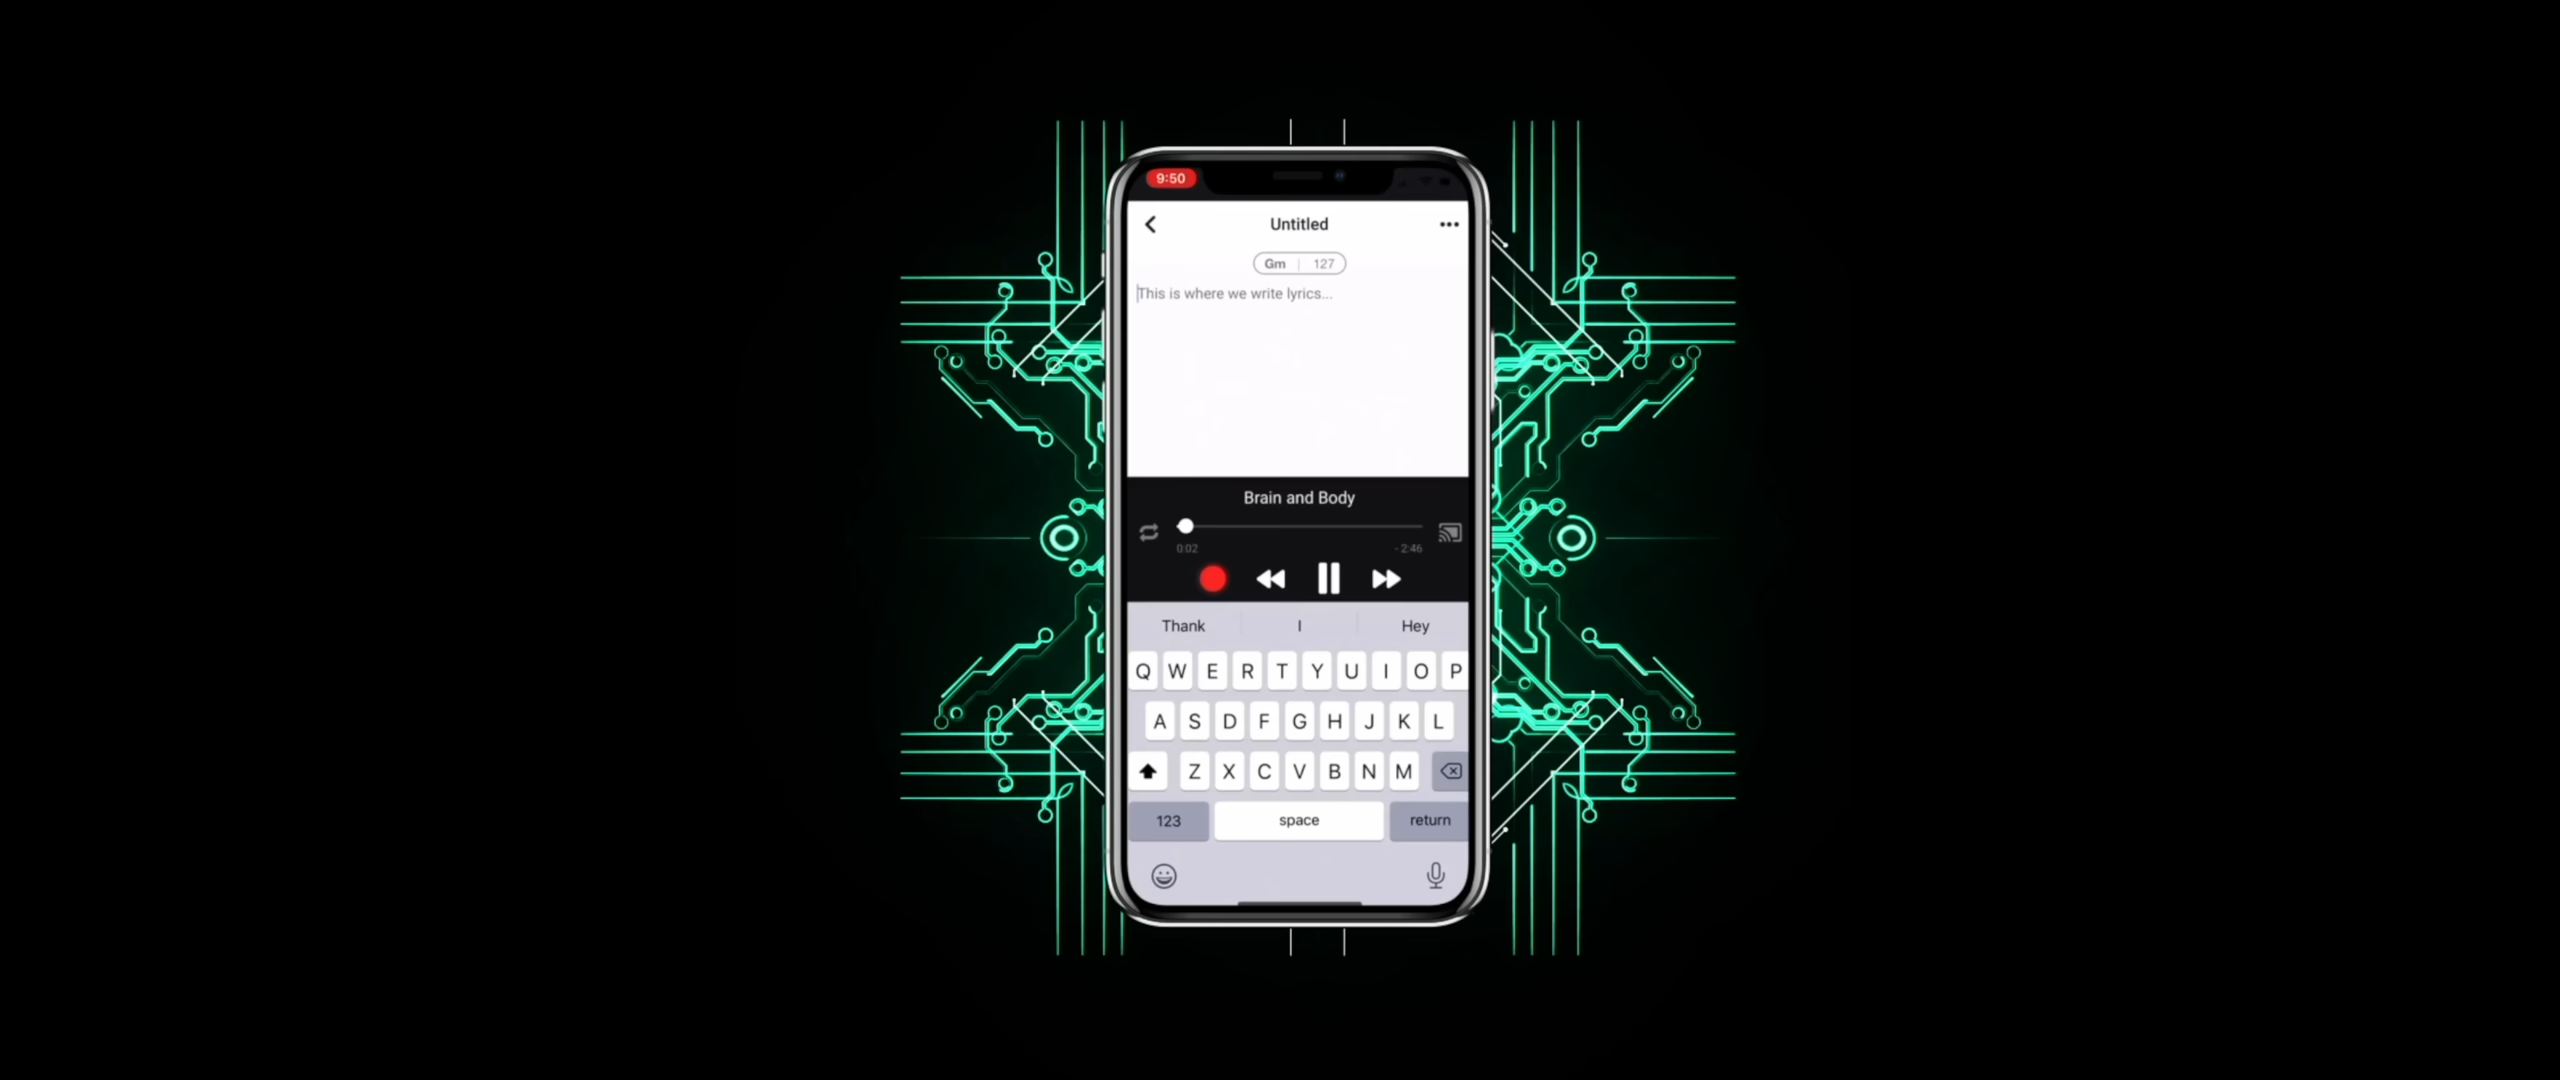 9:50
Untitled
Gm | 127
This is where we write lyrics...
Brain and Body
0:02 - 2:46
Thank I Hey
Q W E R T Y U I O P
A S D F G H J K L
Z X C V B N M
123 space return